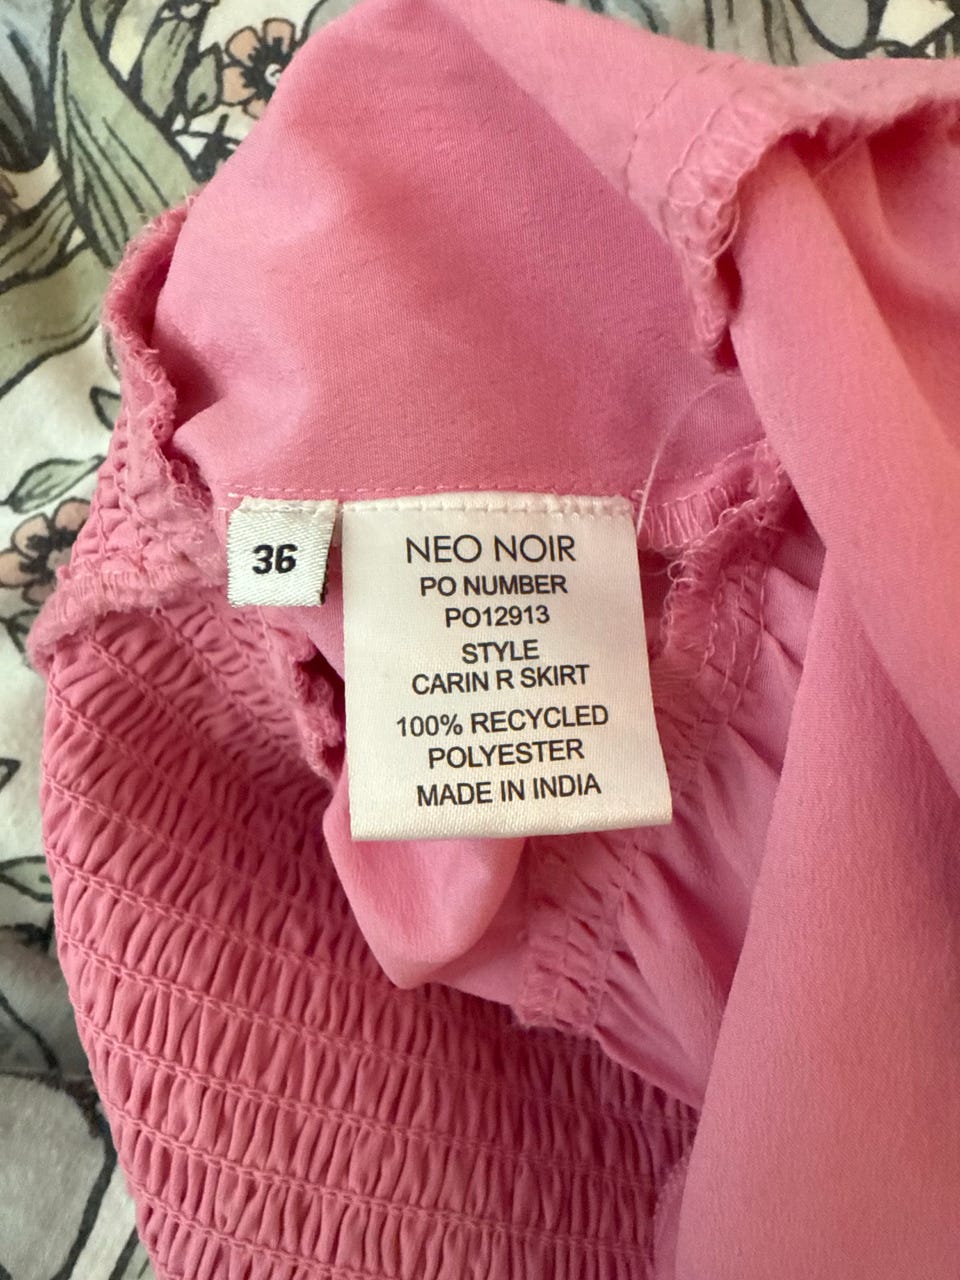 36
NEO NOIR
PO NUMBER
PO12913
STYLE
CARIN R SKIRT
100% RECYCLED
POLYESTER
MADE IN INDIA